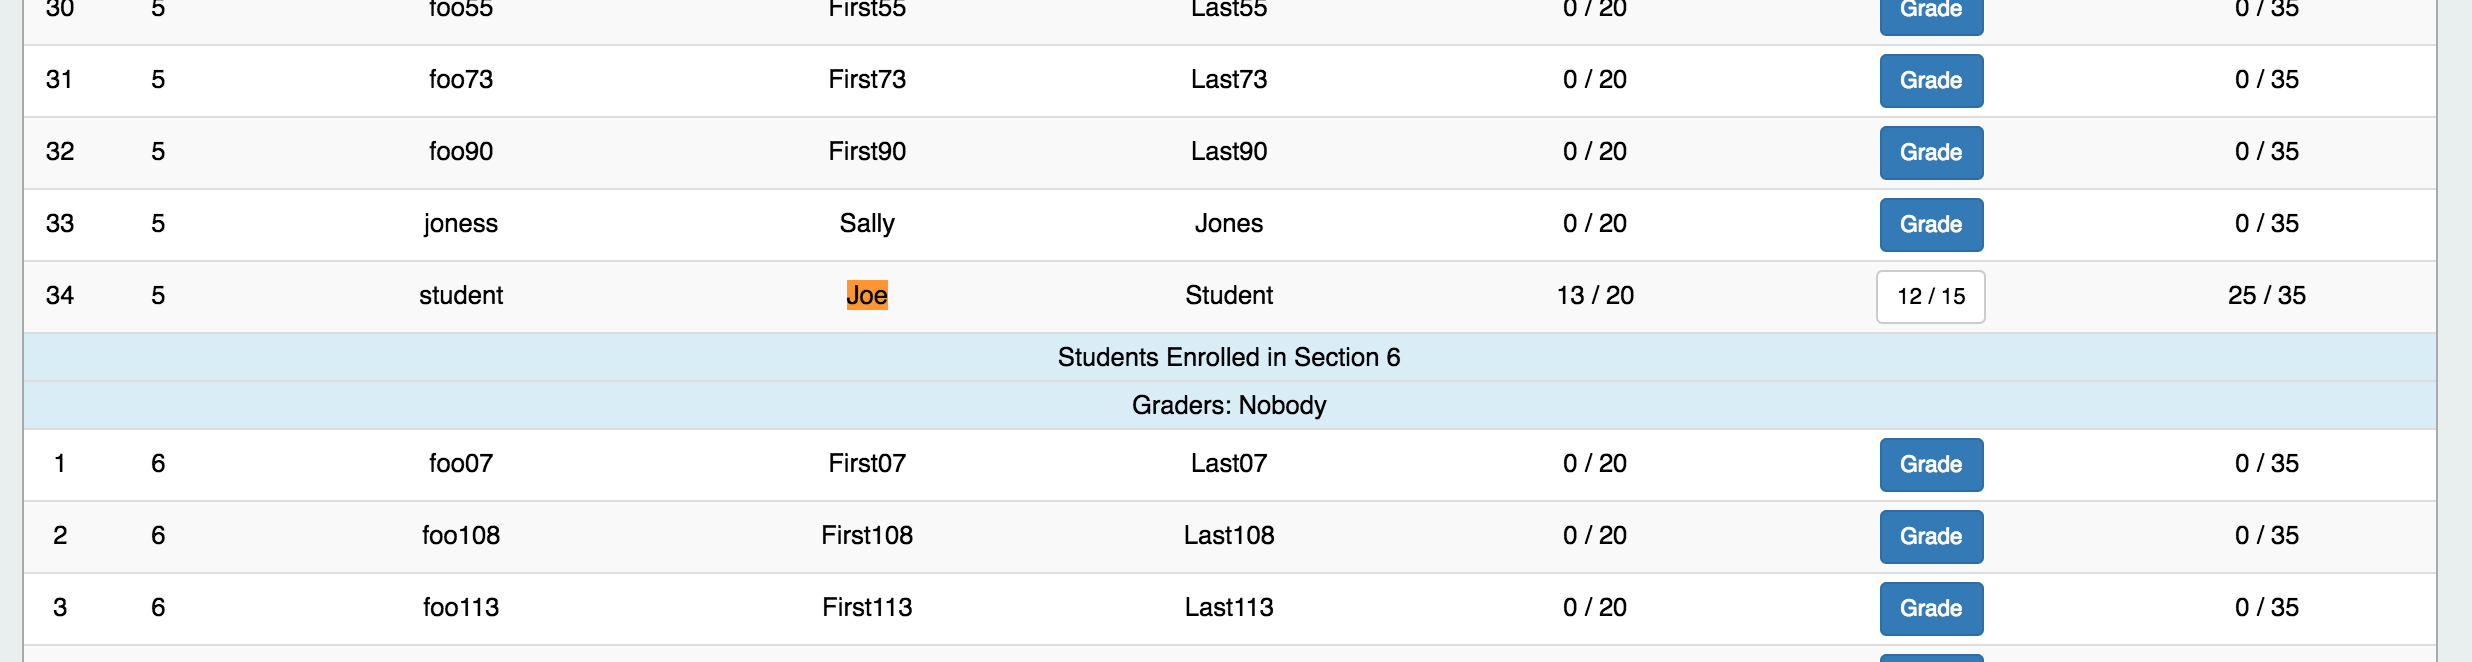 30 5 foo55 First55 Last55 0 / 20 Grade 0 / 35
31 5 foo73 First73 Last73 0 / 20 Grade 0 / 35
32 5 foo90 First90 Last90 0 / 20 Grade 0 / 35
33 5 joness Sally Jones 0 / 20 Grade 0 / 35
34 5 student Joe Student 13 / 20 12 / 15 25 / 35
Students Enrolled in Section 6
Graders: Nobody
1 6 foo07 First07 Last07 0 / 20 Grade 0 / 35
2 6 foo108 First108 Last108 0 / 20 Grade 0 / 35
3 6 foo113 First113 Last113 0 / 20 Grade 0 / 35